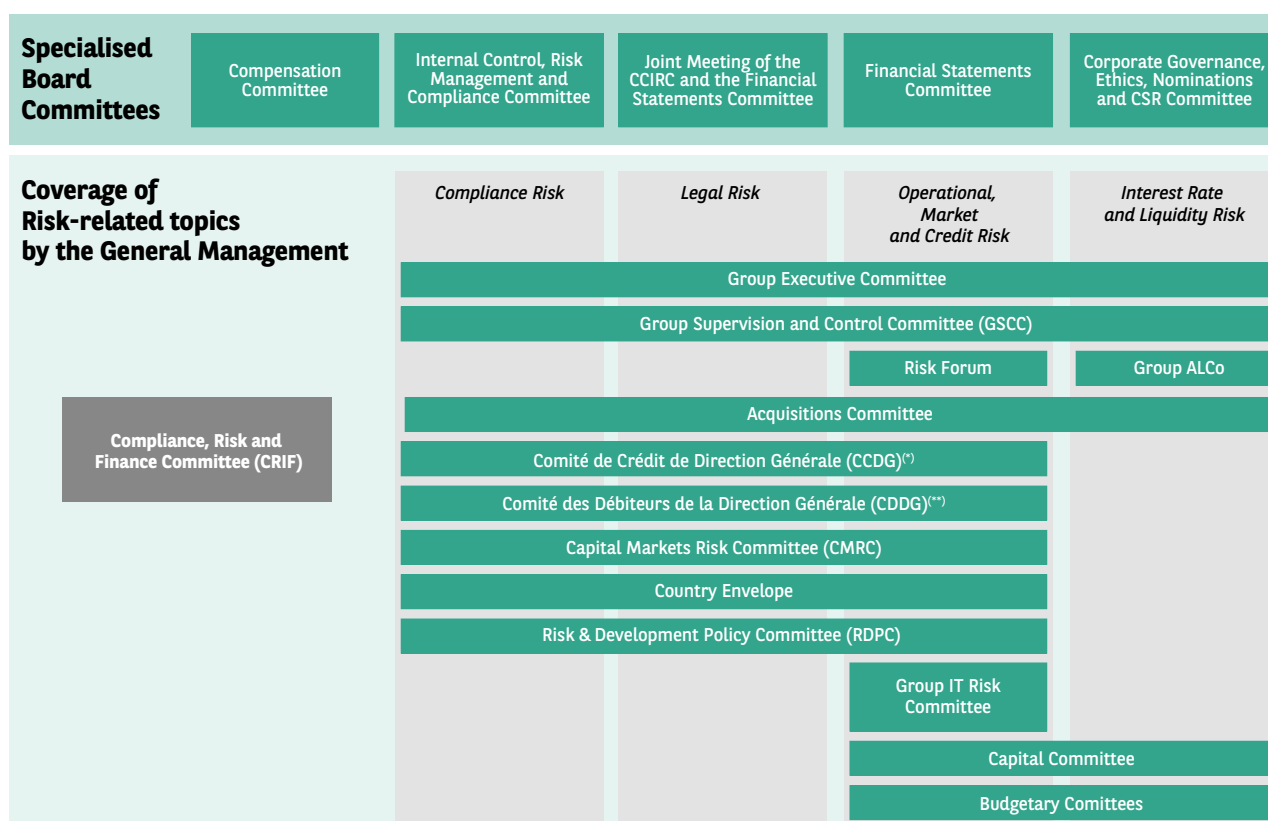 Specialised
Board
Committees
Compensation
Committee
Internal Control, Risk
Management and
Compliance Committee
Joint Meeting of the
CCIRC and the Financial
Statements Committee
Financial Statements
Committee
Corporate Governance,
Ethics, Nominations
and CSR Committee
Coverage of
Risk-related topics
by the General Management
Compliance Risk
Legal Risk
Operational,
Market
and Credit Risk
Interest Rate
and Liquidity Risk
Group Executive Committee
Group Supervision and Control Committee (GSCC)
Risk Forum
Group ALCo
Acquisitions Committee
Compliance, Risk and
Finance Committee (CRIF)
Comité de Crédit de Direction Générale (CCDG)(*)
Comité des Débiteurs de la Direction Générale (CDDG)(**)
Capital Markets Risk Committee (CMRC)
Country Envelope
Risk & Development Policy Committee (RDPC)
Group IT Risk
Committee
Capital Committee
Budgetary Comittees